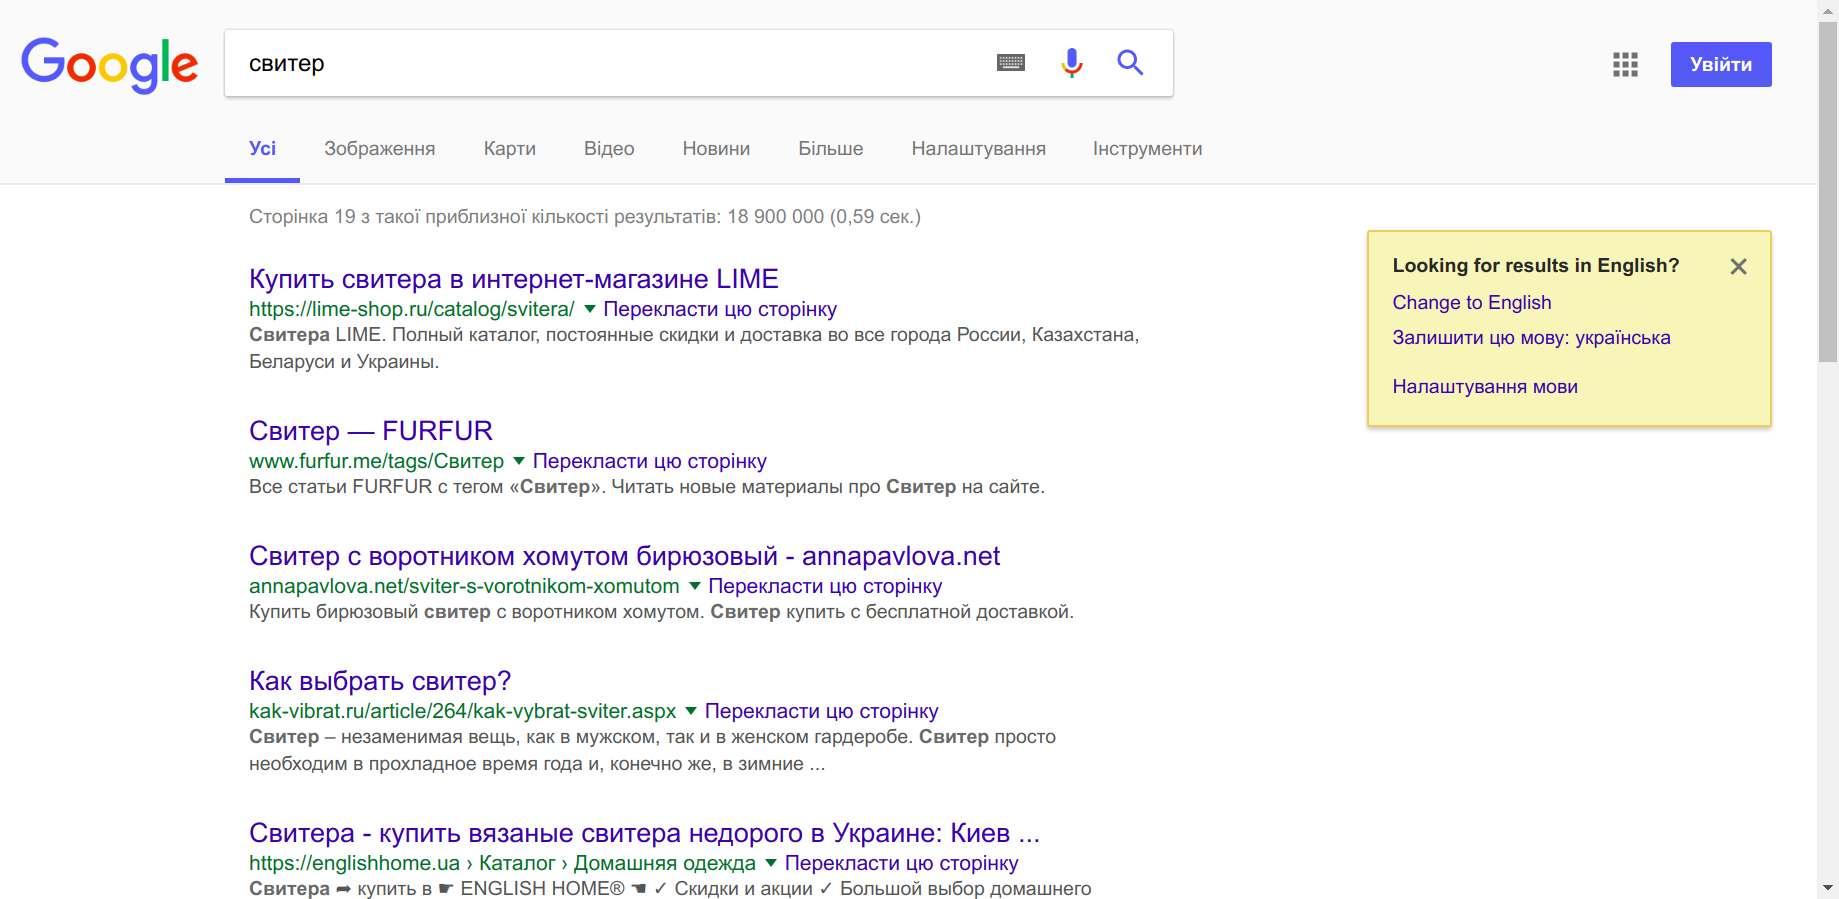 Google
свитер
Увійти
Усі Зображення Карти Відео Новини Більше Налаштування Інструменти
Сторінка 19 з такої приблизної кількості результатів: 18 900 000 (0,59 сек.)
Купить свитера в интернет-магазине LIME
https://lime-shop.ru/catalog/svitera/ ▼ Перекласти цю сторінку
Свитера LIME. Полный каталог, постоянные скидки и доставка во все города России, Казахстана,
Беларуси и Украины.
Свитер — FURFUR
www.furfur.me/tags/Свитер ▼ Перекласти цю сторінку
Все статьи FURFUR с тегом «Свитер». Читать новые материалы про Свитер на сайте.
Свитер с воротником хомутом бирюзовый - annapavlova.net
annapavlova.net/sviter-s-vorotnikom-xomutom ▼ Перекласти цю сторінку
Купить бирюзовый свитер с воротником хомутом. Свитер купить с бесплатной доставкой.
Как выбрать свитер?
kak-vibrat.ru/article/264/kak-vybrat-sviter.aspx ▼ Перекласти цю сторінку
Свитер – незаменимая вещь, как в мужском, так и в женском гардеробе. Свитер просто
необходим в прохладное время года и, конечно же, в зимние ...
Свитера - купить вязаные свитера недорого в Украине: Киев ...
https://englishhome.ua › Каталог › Домашняя одежда ▼ Перекласти цю сторінку
Свитера ➦ купить в ☛ ENGLISH HOME® ☚ ✓ Скидки и акции ✓ Большой выбор домашнего
Looking for results in English?
Change to English
Залишити цю мову: українська
Налаштування мови